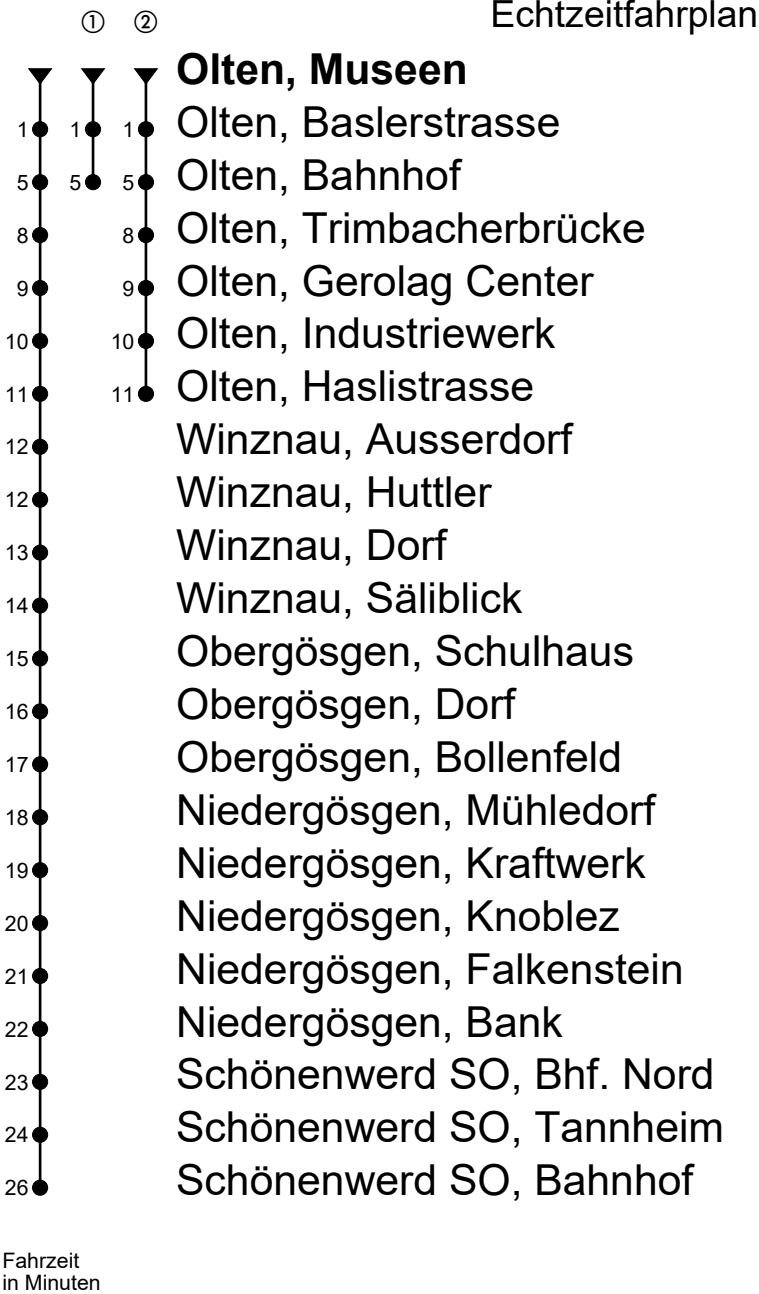 Echtzeitfahrplan
① ②
Olten, Museen
1 1 1 Olten, Baslerstrasse
5 5 5 Olten, Bahnhof
8 8 Olten, Trimbacherbrücke
9 9 Olten, Gerolag Center
10 10 Olten, Industriewerk
11 11 Olten, Haslistrasse
12 Winznau, Ausserdorf
12 Winznau, Huttler
13 Winznau, Dorf
14 Winznau, Säliblick
15 Obergösgen, Schulhaus
16 Obergösgen, Dorf
17 Obergösgen, Bollenfeld
18 Niedergösgen, Mühledorf
19 Niedergösgen, Kraftwerk
20 Niedergösgen, Knoblez
21 Niedergösgen, Falkenstein
22 Niedergösgen, Bank
23 Schönenwerd SO, Bhf. Nord
24 Schönenwerd SO, Tannheim
26 Schönenwerd SO, Bahnhof
Fahrzeit
in Minuten